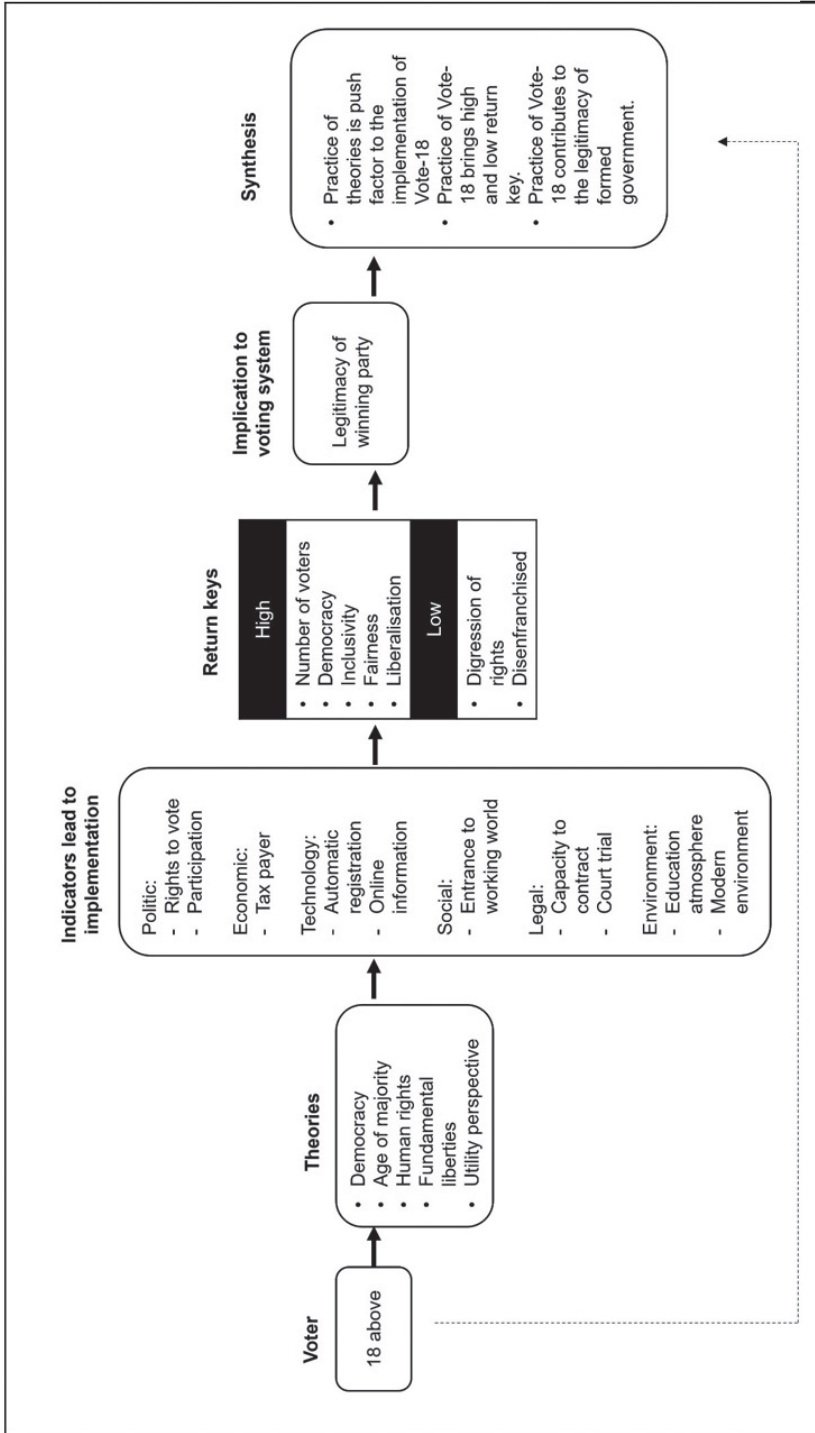 Voter
18 above
Theories
• Democracy
• Age of majority
• Human rights
• Fundamental
liberties
• Utility perspective
Indicators lead to
implementation
Politic:
- Rights to vote
- Participation
Economic:
- Tax payer
Technology:
- Automatic
registration
- Online
information
Social:
- Entrance to
working world
Legal:
- Capacity to
contract
- Court trial
Environment:
- Education
atmosphere
- Modern
environment
Return keys
High
• Number of voters
• Democracy
• Inclusivity
• Fairness
• Liberalisation
Low
• Digression of
rights
• Disenfranchised
Implication to
voting system
Legitimacy of
winning party
Synthesis
• Practice of
theories is push
factor to the
implementation of
Vote-18
• Practice of Vote-
18 brings high
and low return
key.
• Practice of Vote-
18 contributes to
the legitimacy of
formed
government.